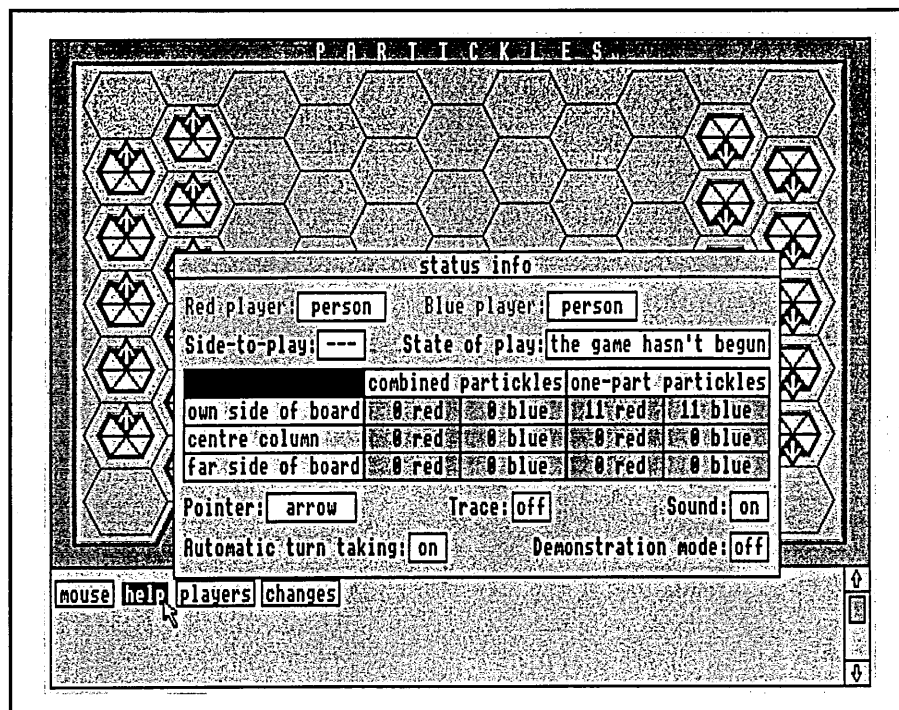 PARTICKLES
status info
Red player: person Blue player: person
Side-to-play: --- State of play: the game hasn't begun
combined partickles one-part partickles
own side of board 0 red 0 blue 11 red 11 blue
centre column 0 red 0 blue 0 red 0 blue
far side of board 0 red 0 blue 0 red 0 blue
Pointer: arrow Trace: off Sound: on
Automatic turn taking: on Demonstration mode: off
mouse help players changes